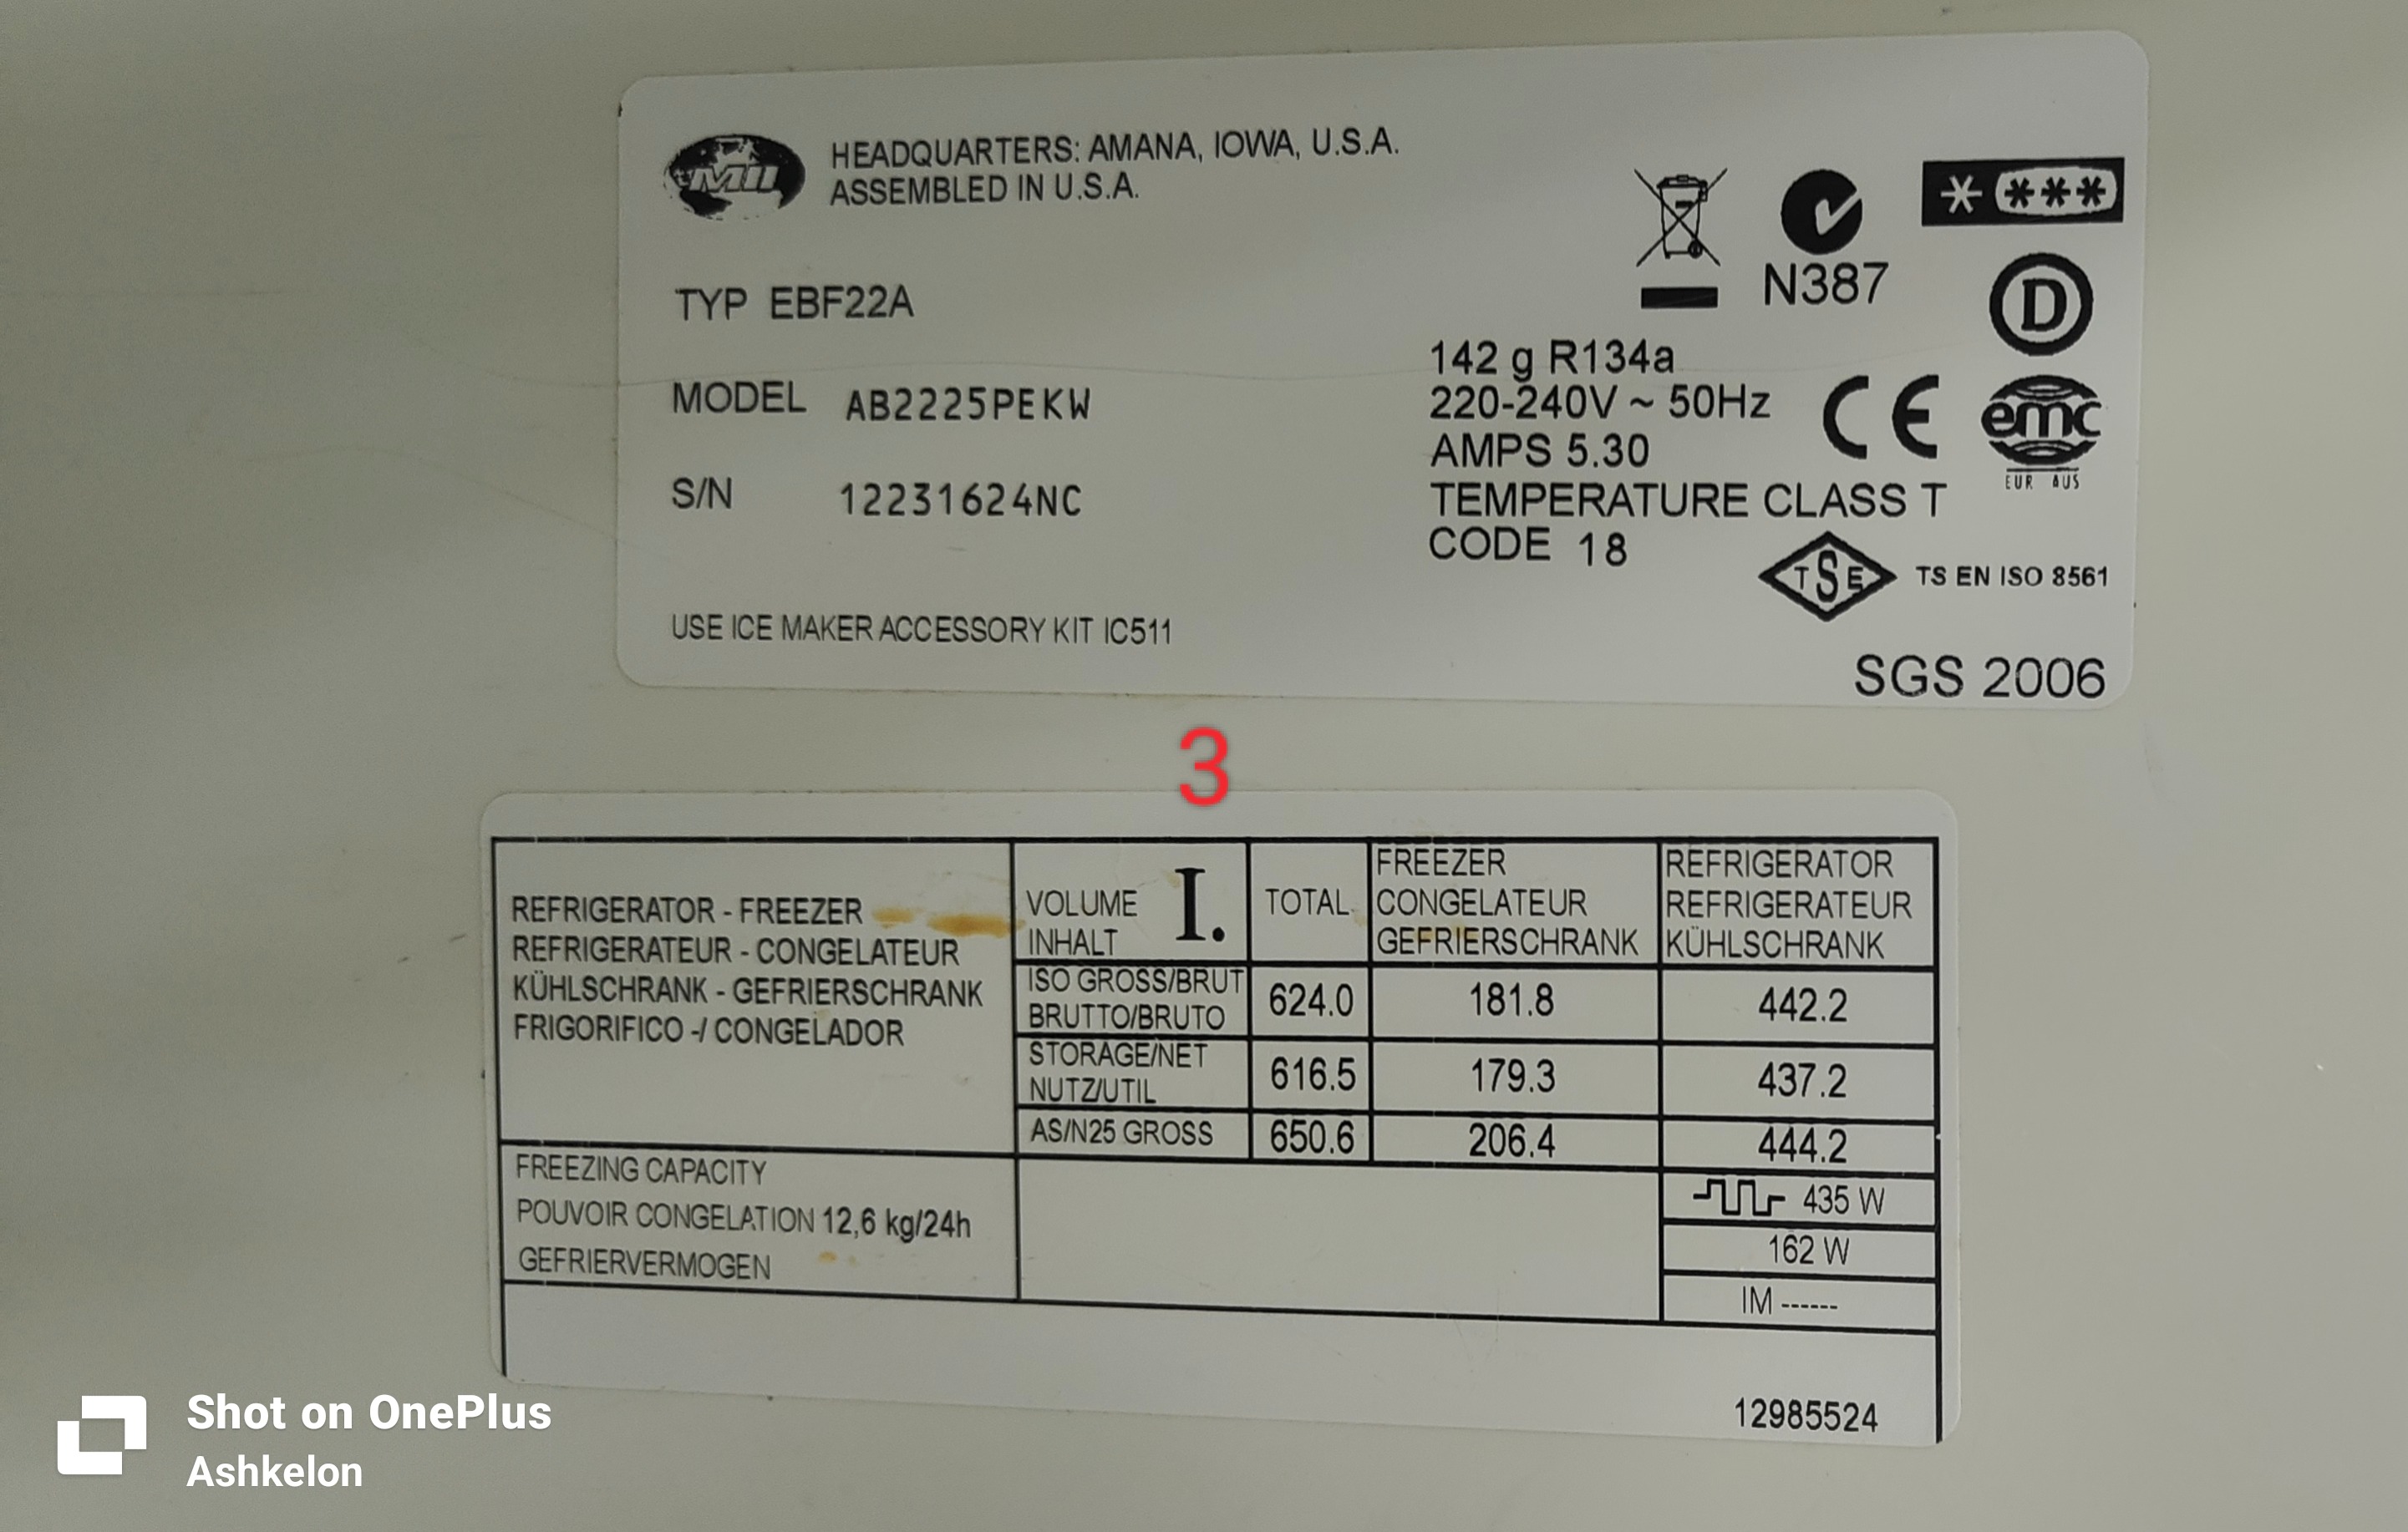 MII
HEADQUARTERS: AMANA, IOWA, U.S.A.
ASSEMBLED IN U.S.A.
TYP EBF22A
MODEL AB2225PEKW
S/N 12231624NC
USE ICE MAKER ACCESSORY KIT IC511
N387
* ***
D
142 g R134a
220-240V ~ 50Hz
AMPS 5.30
TEMPERATURE CLASS T
CODE 18
CE
emc
EUR AUS
TSE
TS EN ISO 8561
SGS 2006
3
REFRIGERATOR - FREEZER
REFRIGERATEUR - CONGELATEUR
KÜHLSCHRANK - GEFRIERSCHRANK
FRIGORIFICO -/ CONGELADOR
VOLUME
INHALT
I.
TOTAL
FREEZER
CONGELATEUR
GEFRIERSCHRANK
REFRIGERATOR
REFRIGERATEUR
KÜHLSCHRANK
ISO GROSS/BRUT
BRUTTO/BRUTO
624.0
181.8
442.2
STORAGE/NET
NUTZ/UTIL
616.5
179.3
437.2
AS/N25 GROSS
650.6
206.4
444.2
FREEZING CAPACITY
POUVOIR CONGELATION 12,6 kg/24h
GEFRIERVERMOGEN
435 W
162 W
IM ------
12985524
Shot on OnePlus
Ashkelon